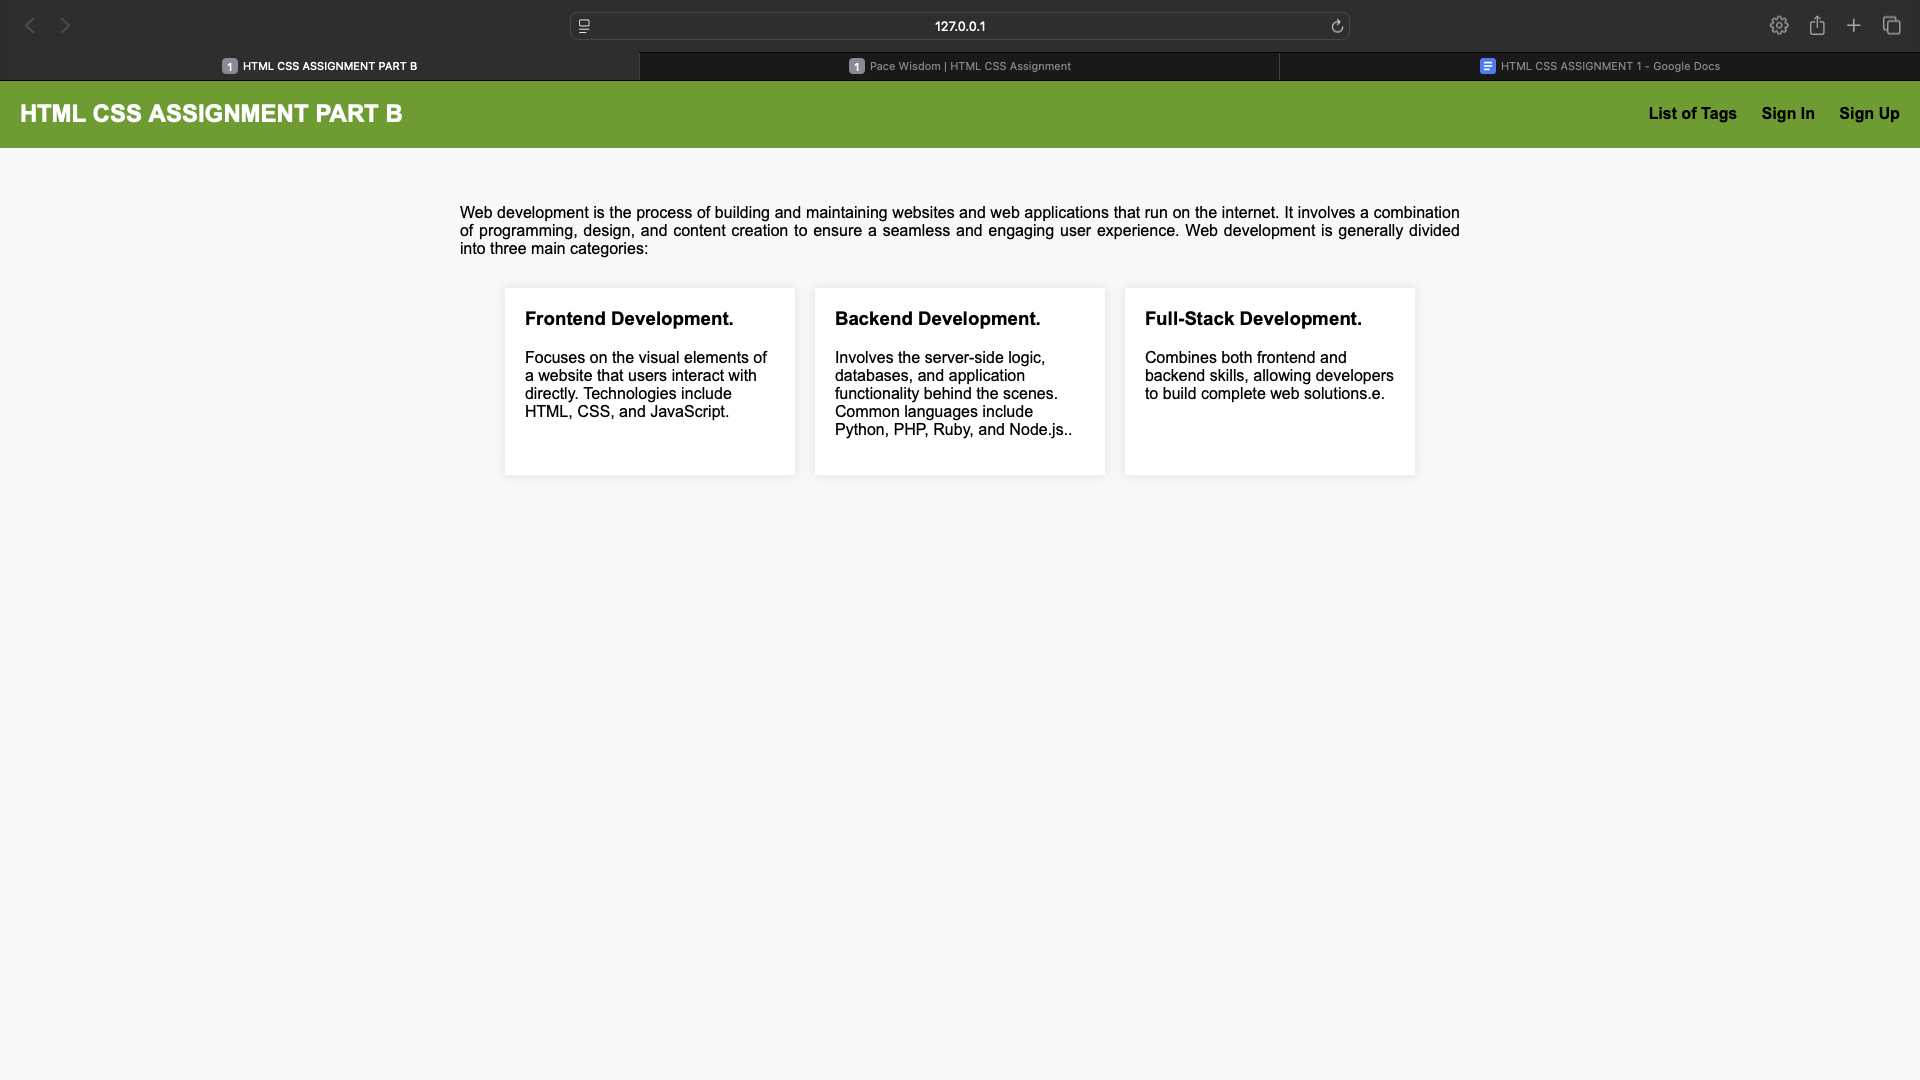 127.0.0.1
1 HTML CSS ASSIGNMENT PART B
1 Pace Wisdom | HTML CSS Assignment
HTML CSS ASSIGNMENT 1 - Google Docs
HTML CSS ASSIGNMENT PART B
List of Tags Sign In Sign Up
Web development is the process of building and maintaining websites and web applications that run on the internet. It involves a combination
of programming, design, and content creation to ensure a seamless and engaging user experience. Web development is generally divided
into three main categories:
Frontend Development.
Focuses on the visual elements of
a website that users interact with
directly. Technologies include
HTML, CSS, and JavaScript.
Backend Development.
Involves the server-side logic,
databases, and application
functionality behind the scenes.
Common languages include
Python, PHP, Ruby, and Node.js..
Full-Stack Development.
Combines both frontend and
backend skills, allowing developers
to build complete web solutions.e.